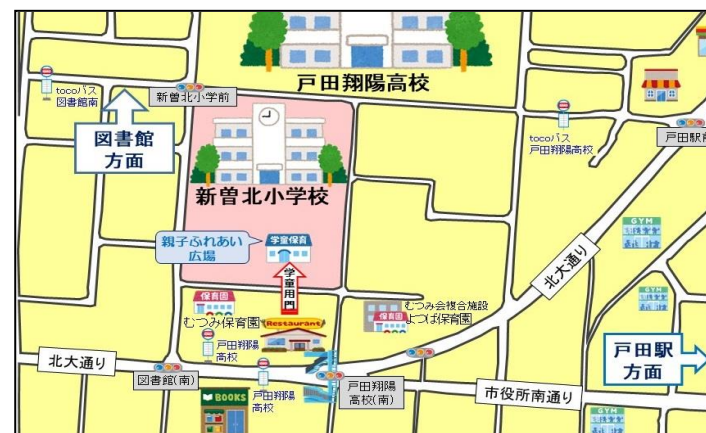 戸田翔陽高校
tocoバス
図書館南
新曽北小学前
図書館
方面
tocoバス
戸田翔陽高校
戸田駅前
新曽北小学校
親子ふれあい
広場
学童保育
学童用門
GYM
北大通り
GYM
保育園
むつみ保育園
Restaurant
むつみ会複合施設
よつば保育園
保育園
戸田翔陽
高校
戸田駅
方面
北大通り
図書館(南)
戸田翔陽
高校
戸田翔陽
高校(南)
市役所南通り
BOOKS
GYM